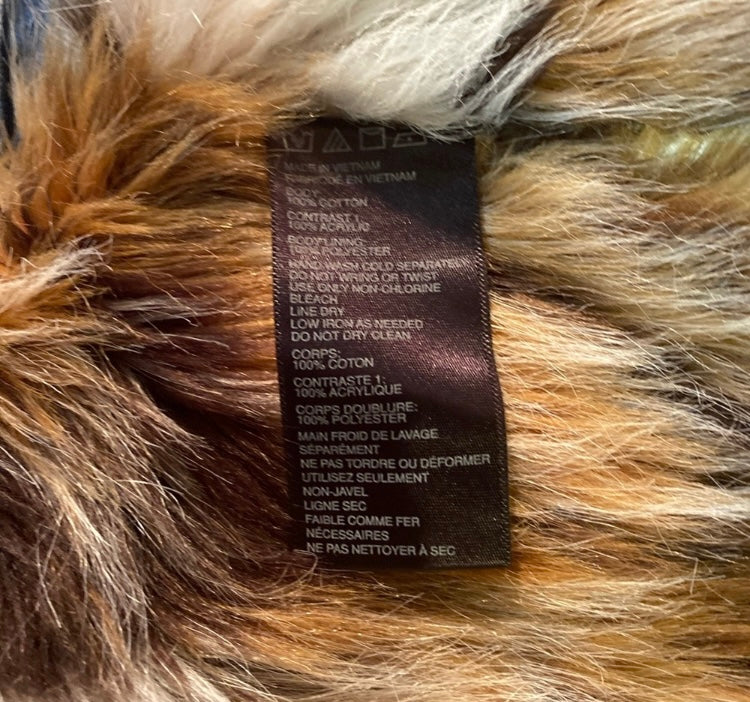 MADE IN VIETNAM
FABRIQUÉ EN VIETNAM
BODY:
100% COTTON
CONTRAST 1:
100% ACRYLIC
BODY LINING:
100% POLYESTER
HAND WASH COLD SEPARATELY
DO NOT WRING OR TWIST
USE ONLY NON-CHLORINE
BLEACH
LINE DRY
LOW IRON AS NEEDED
DO NOT DRY CLEAN
CORPS:
100% COTON
CONTRASTE 1:
100% ACRYLIQUE
CORPS DOUBLURE:
100% POLYESTER
MAIN FROID DE LAVAGE
SÉPARÉMENT
NE PAS TORDRE OU DÉFORMER
UTILISEZ SEULEMENT
NON-JAVEL
LIGNE SEC
FAIBLE COMME FER
NÉCESSAIRES
NE PAS NETTOYER À SEC